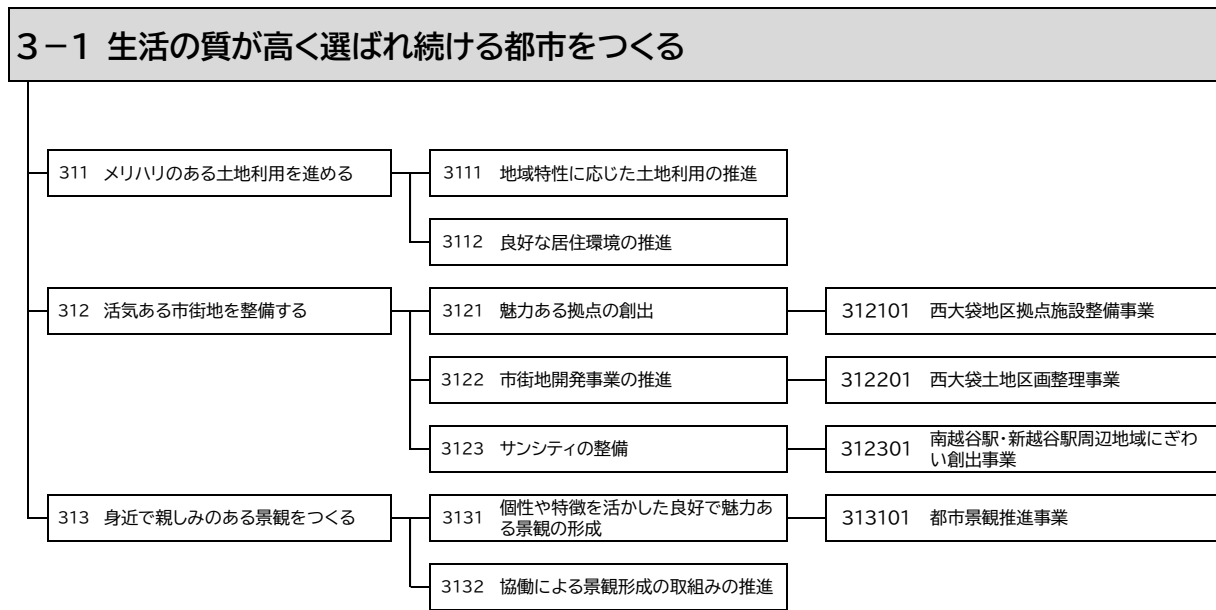 3-1 生活の質が高く選ばれ続ける都市をつくる
311 メリハリのある土地利用を進める
3111 地域特性に応じた土地利用の推進
3112 良好な居住環境の推進
312 活気ある市街地を整備する
3121 魅力ある拠点の創出
312101 西大袋地区拠点施設整備事業
3122 市街地開発事業の推進
312201 西大袋土地区画整理事業
3123 サンシティの整備
312301 南越谷駅・新越谷駅周辺地域にぎわ
い創出事業
313 身近で親しみのある景観をつくる
3131 個性や特徴を活かした良好で魅力あ
る景観の形成
313101 都市景観推進事業
3132 協働による景観形成の取組みの推進